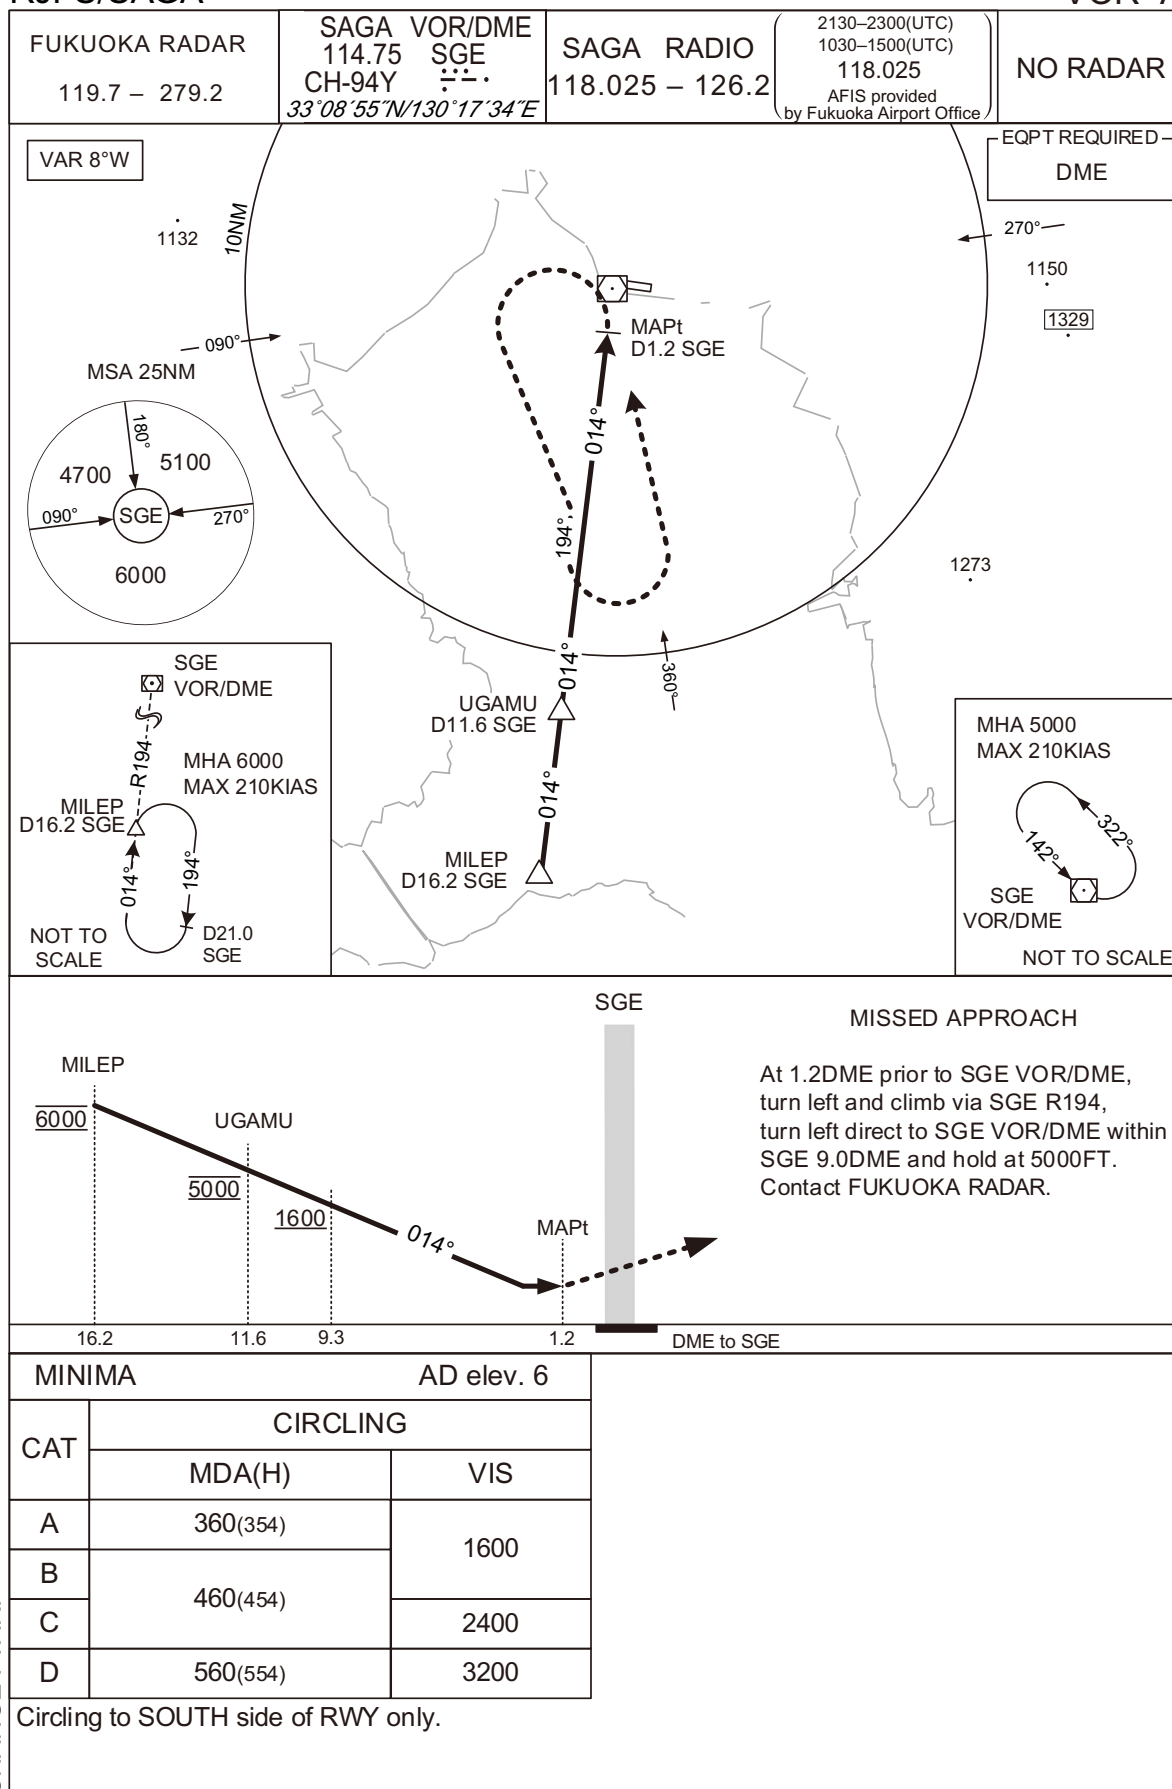 FUKUOKA RADAR
119.7 – 279.2
SAGA VOR/DME
114.75 SGE
CH-94Y
33°08´55˝N/130°17´34˝E
SAGA RADIO
118.025 – 126.2
2130–2300(UTC)
1030–1500(UTC)
118.025
AFIS provided
by Fukuoka Airport Office
NO RADAR
VAR 8°W
EQPT REQUIRED
DME
1132
10NM
270°
1150
1329
090°
MAPt
D1.2 SGE
MSA 25NM
180°
4700
5100
090°
SGE
270°
6000
014°
194°
1273
014°
360°
UGAMU
D11.6 SGE
014°
MILEP
D16.2 SGE
SGE
VOR/DME
R194
MHA 6000
MAX 210KIAS
MILEP
D16.2 SGE
014°
194°
D21.0
SGE
NOT TO
SCALE
MHA 5000
MAX 210KIAS
322°
142°
SGE
VOR/DME
NOT TO SCALE
SGE
MISSED APPROACH
At 1.2DME prior to SGE VOR/DME,
turn left and climb via SGE R194,
turn left direct to SGE VOR/DME within
SGE 9.0DME and hold at 5000FT.
Contact FUKUOKA RADAR.
MILEP
6000
UGAMU
5000
1600
014°
MAPt
16.2 11.6 9.3 1.2 DME to SGE
MINIMA AD elev. 6
CAT CIRCLING
MDA(H) VIS
A 360(354) 1600
B 460(454)
C 2400
D 560(554) 3200
Circling to SOUTH side of RWY only.